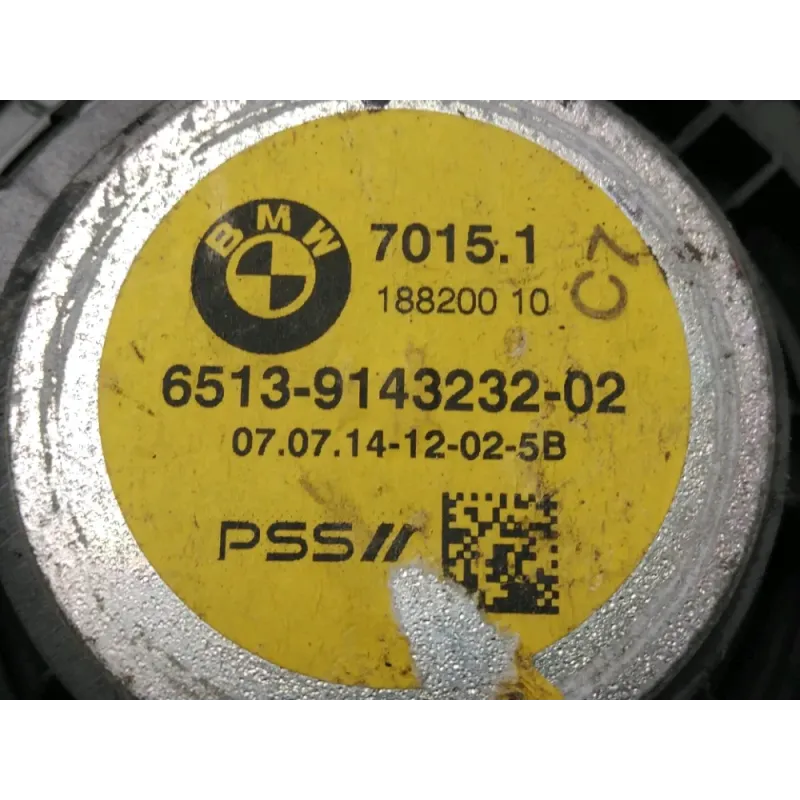 BMW
7015.1
188200 10
C7
6513-9143232-02
07.07.14-12-02-5B
PSS//